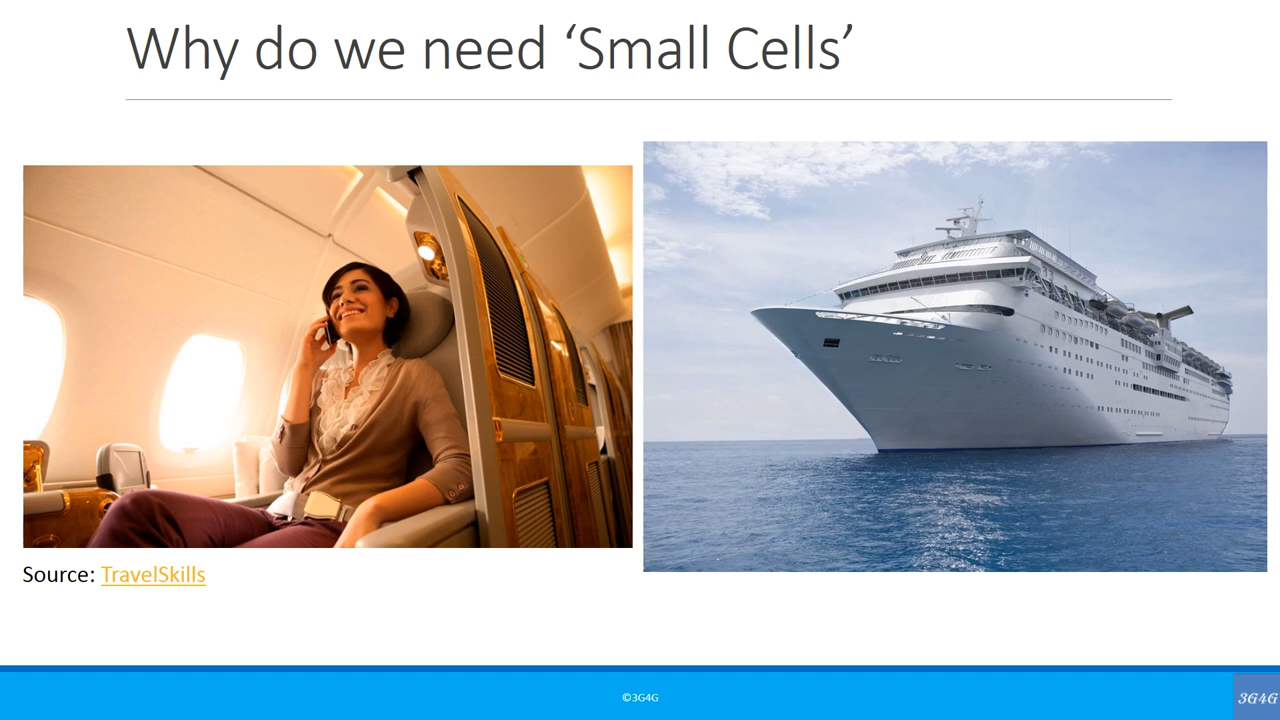 Why do we need ‘Small Cells’
Source: TravelSkills
©3G4G
3G4G